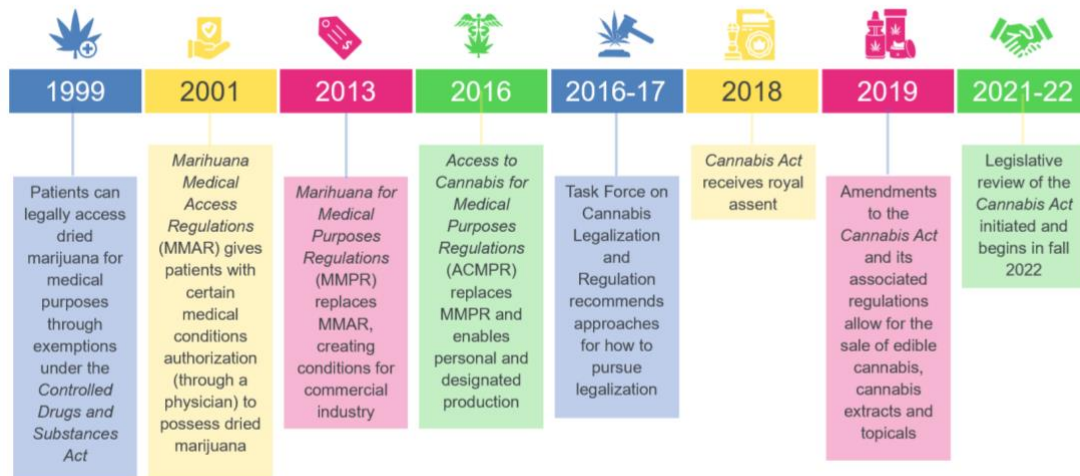 1999
2001
2013
2016
2016-17
2018
2019
2021-22
Patients can
legally access
dried
marijuana for
medical
purposes
through
exemptions
under the
Controlled
Drugs and
Substances
Act
Marihuana
Medical
Access
Regulations
(MMAR) gives
patients with
certain
medical
conditions
authorization
(through a
physician) to
possess dried
marijuana
Marihuana for
Medical
Purposes
Regulations
(MMPR)
replaces
MMAR,
creating
conditions for
commercial
industry
Access to
Cannabis for
Medical
Purposes
Regulations
(ACMPR)
replaces
MMPR and
enables
personal and
designated
production
Task Force on
Cannabis
Legalization
and
Regulation
recommends
approaches
for how to
pursue
legalization
Cannabis Act
receives royal
assent
Amendments
to the
Cannabis Act
and its
associated
regulations
allow for the
sale of edible
cannabis,
cannabis
extracts and
topicals
Legislative
review of the
Cannabis Act
initiated and
begins in fall
2022